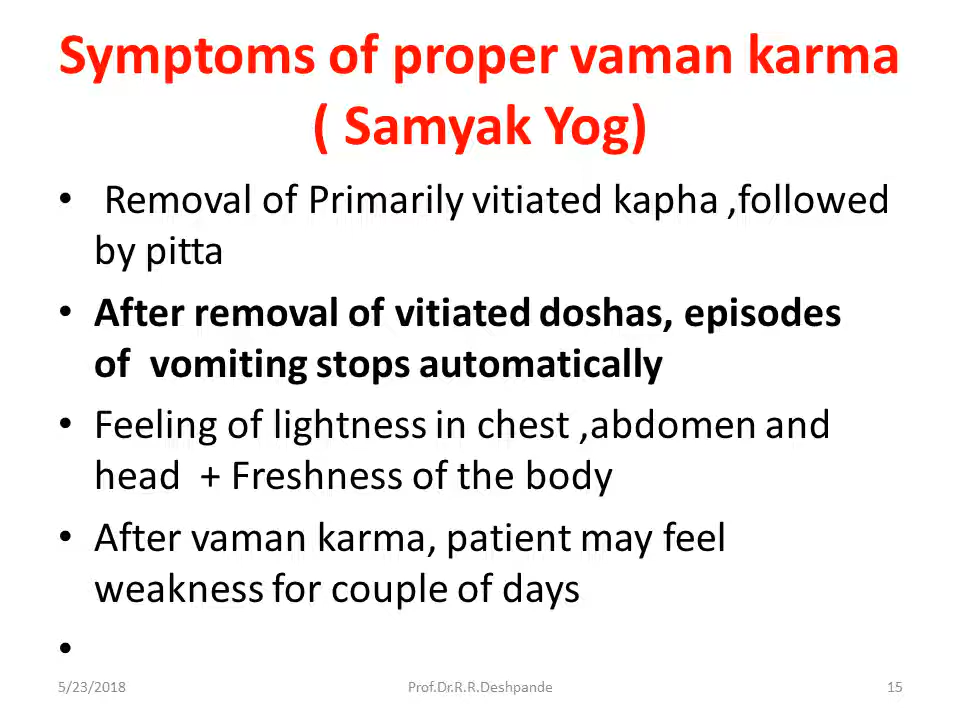 Symptoms of proper vaman karma
( Samyak Yog)
• Removal of Primarily vitiated kapha ,followed
by pitta
• After removal of vitiated doshas, episodes
of vomiting stops automatically
• Feeling of lightness in chest ,abdomen and
head + Freshness of the body
• After vaman karma, patient may feel
weakness for couple of days
•
5/23/2018 Prof.Dr.R.R.Deshpande 15